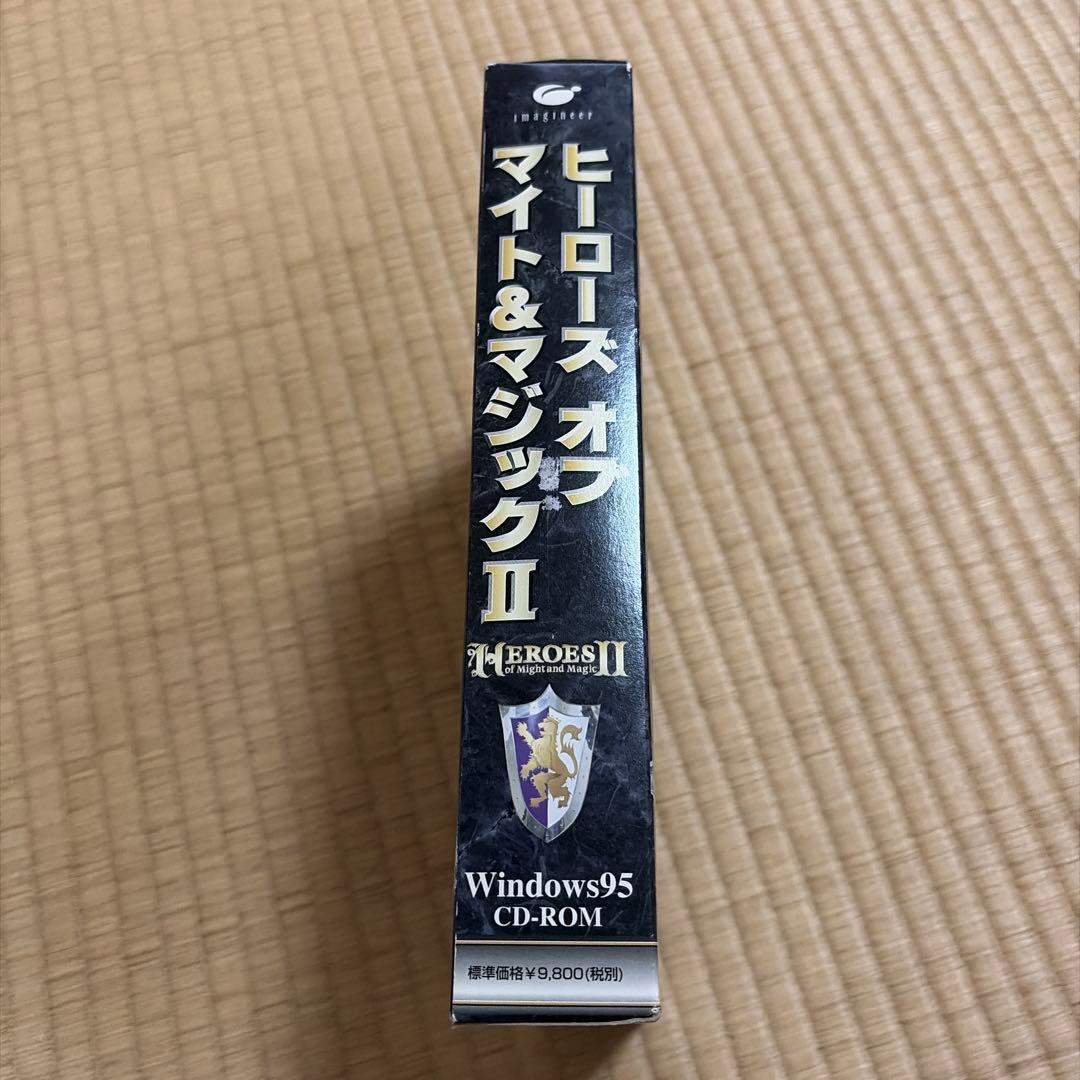 imagineer
ヒーローズ オブ
マイト&マジックII
HEROES II
of Might and Magic
Windows95
CD-ROM
標準価格¥9,800(税別)